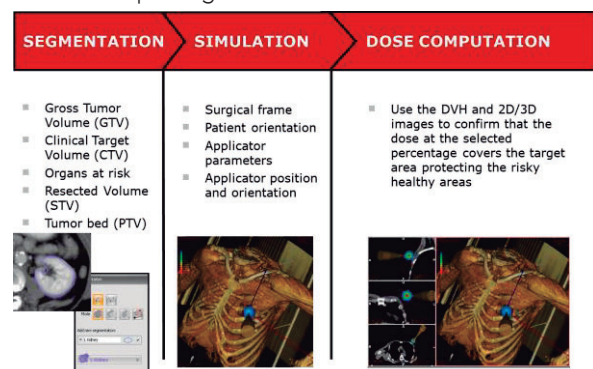 SEGMENTATION
SIMULATION
DOSE COMPUTATION
Gross Tumor
Volume (GTV)
Clinical Target
Volume (CTV)
Organs at risk
Resected Volume
(STV)
Tumor bed (PTV)
Surgical frame
Patient orientation
Applicator
parameters
Applicator position
and orientation
Use the DVH and 2D/3D
images to confirm that the
dose at the selected
percentage covers the target
area protecting the risky
healthy areas